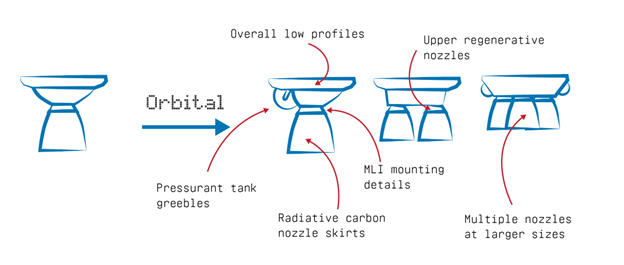 Overall low profiles
Upper regenerative
nozzles
Orbital
Pressurant tank
greebles
MLI mounting
details
Radiative carbon
nozzle skirts
Multiple nozzles
at larger sizes